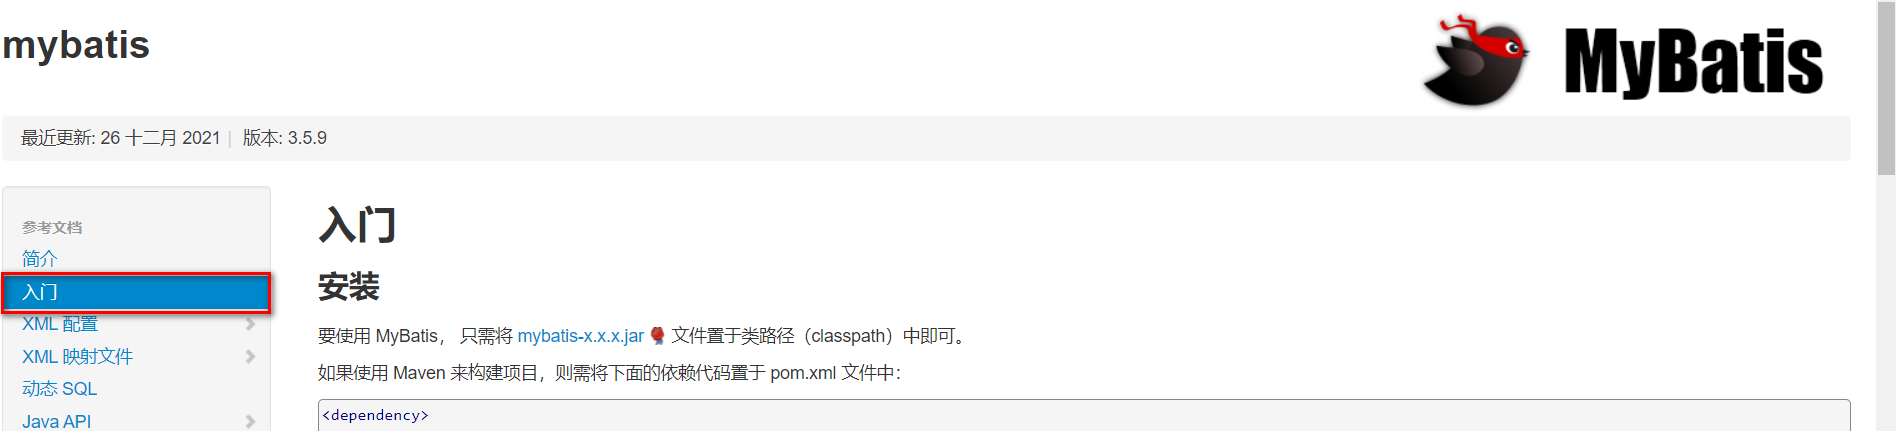 mybatis
MyBatis
最近更新: 26 十二月 2021 | 版本: 3.5.9
参考文档
简介
入门
XML 配置
XML 映射文件
动态 SQL
Java API
入门
安装
要使用 MyBatis， 只需将 mybatis-x.x.x.jar 文件置于类路径（classpath）中即可。
如果使用 Maven 来构建项目，则需将下面的依赖代码置于 pom.xml 文件中：
<dependency>